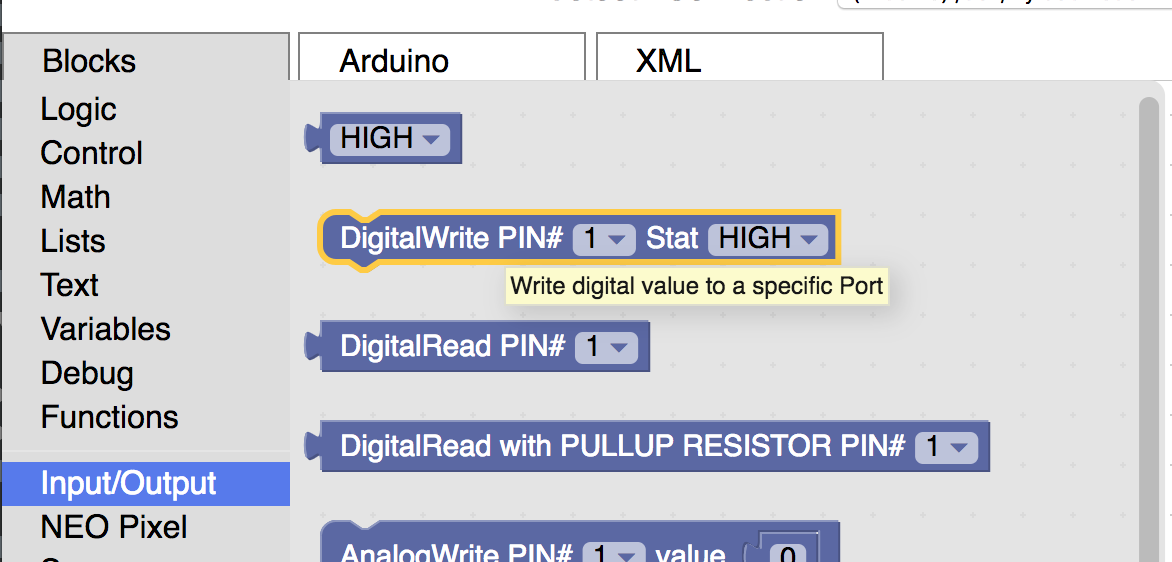 Blocks
Arduino
XML
Logic
Control
Math
Lists
Text
Variables
Debug
Functions
Input/Output
NEO Pixel
HIGH
DigitalWrite PIN# 1 Stat HIGH
Write digital value to a specific Port
DigitalRead PIN# 1
DigitalRead with PULLUP RESISTOR PIN# 1
AnalogWrite PIN# 1 value 0